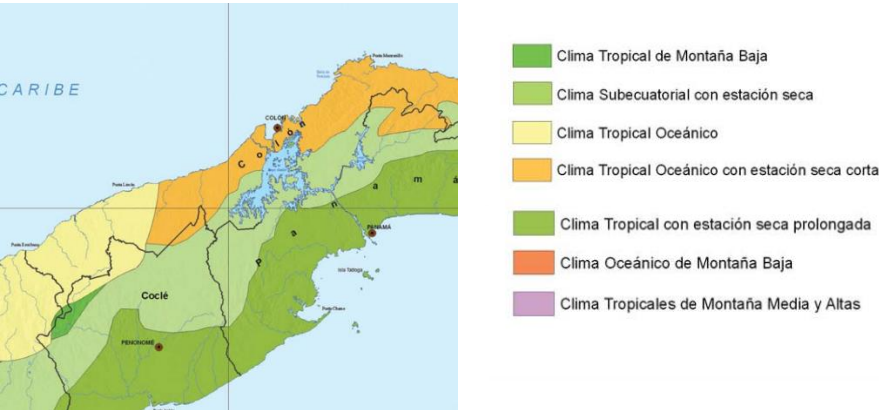 CARIBE
COLÓN
Colón
Panamá
PANAMÁ
Isla Taboga
Coclé
PENONOMÉ
Clima Tropical de Montaña Baja
Clima Subecuatorial con estación seca
Clima Tropical Oceánico
Clima Tropical Oceánico con estación seca corta
Clima Tropical con estación seca prolongada
Clima Oceánico de Montaña Baja
Clima Tropicales de Montaña Media y Altas